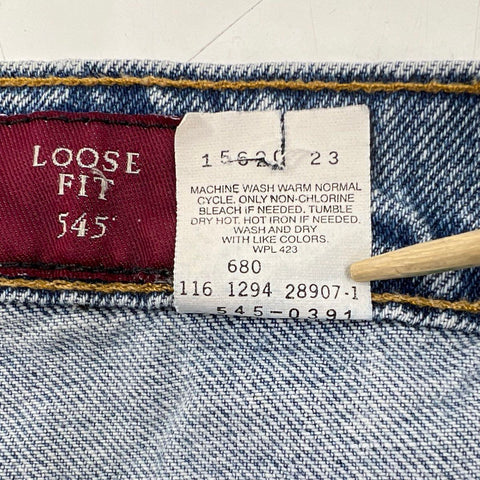 LOOSE
FIT
545
15620 23
MACHINE WASH WARM NORMAL
CYCLE. ONLY NON-CHLORINE
BLEACH IF NEEDED. TUMBLE
DRY HOT. HOT IRON IF NEEDED.
WASH AND DRY
WITH LIKE COLORS.
WPL 423
680
116 1294 28907-1
545-0391